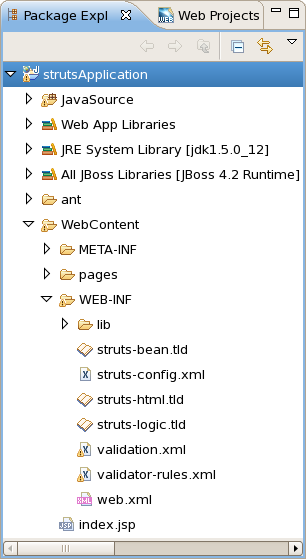 Package Expl Web Projects
strutsApplication
JavaSource
Web App Libraries
JRE System Library [jdk1.5.0_12]
All JBoss Libraries [JBoss 4.2 Runtime]
ant
WebContent
META-INF
pages
WEB-INF
lib
struts-bean.tld
struts-config.xml
struts-html.tld
struts-logic.tld
validation.xml
validator-rules.xml
web.xml
index.jsp